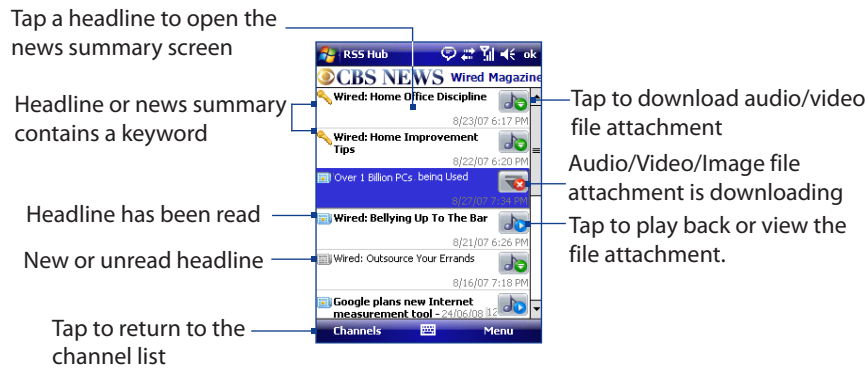 Tap a headline to open the
news summary screen
Headline or news summary
contains a keyword
Headline has been read
New or unread headline
Tap to return to the
channel list
RSS Hub
ok
CBS NEWS Wired Magazine
Wired: Home Office Discipline
8/23/07 6:17 PM
Wired: Home Improvement
Tips
8/22/07 6:20 PM
Over 1 Billion PCs being Used
8/27/07 7:34 PM
Wired: Bellying Up To The Bar
8/21/07 6:26 PM
Wired: Outsource Your Errands
8/16/07 7:18 PM
Google plans new Internet
measurement tool - 24/06/08 12
Channels
Menu
Tap to download audio/video
file attachment
Audio/Video/Image file
attachment is downloading
Tap to play back or view the
file attachment.